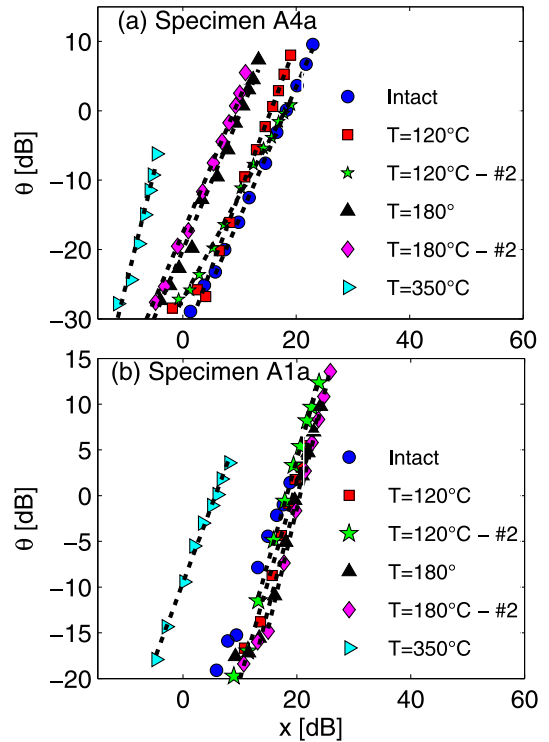 (a) Specimen A4a
10
0
−10
−20
−30
θ [dB]
0
20
40
60
Intact
T=120°C
T=120°C − #2
T=180°
T=180°C − #2
T=350°C
(b) Specimen A1a
15
10
5
0
−5
−10
−15
−20
θ [dB]
Intact
T=120°C
T=120°C − #2
T=180°
T=180°C − #2
T=350°C
0
20
40
60
x [dB]